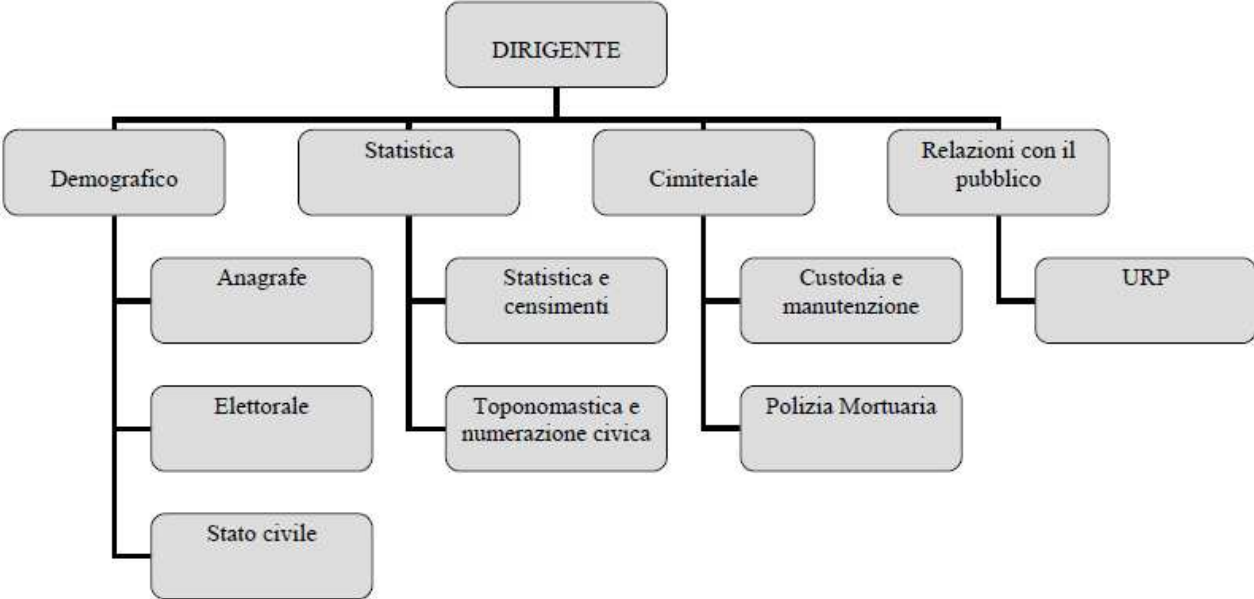 DIRIGENTE
Demografico
Statistica
Cimiteriale
Relazioni con il
pubblico
Anagrafe
Statistica e
censimenti
Custodia e
manutenzione
URP
Elettorale
Toponomastica e
numerazione civica
Polizia Mortuaria
Stato civile